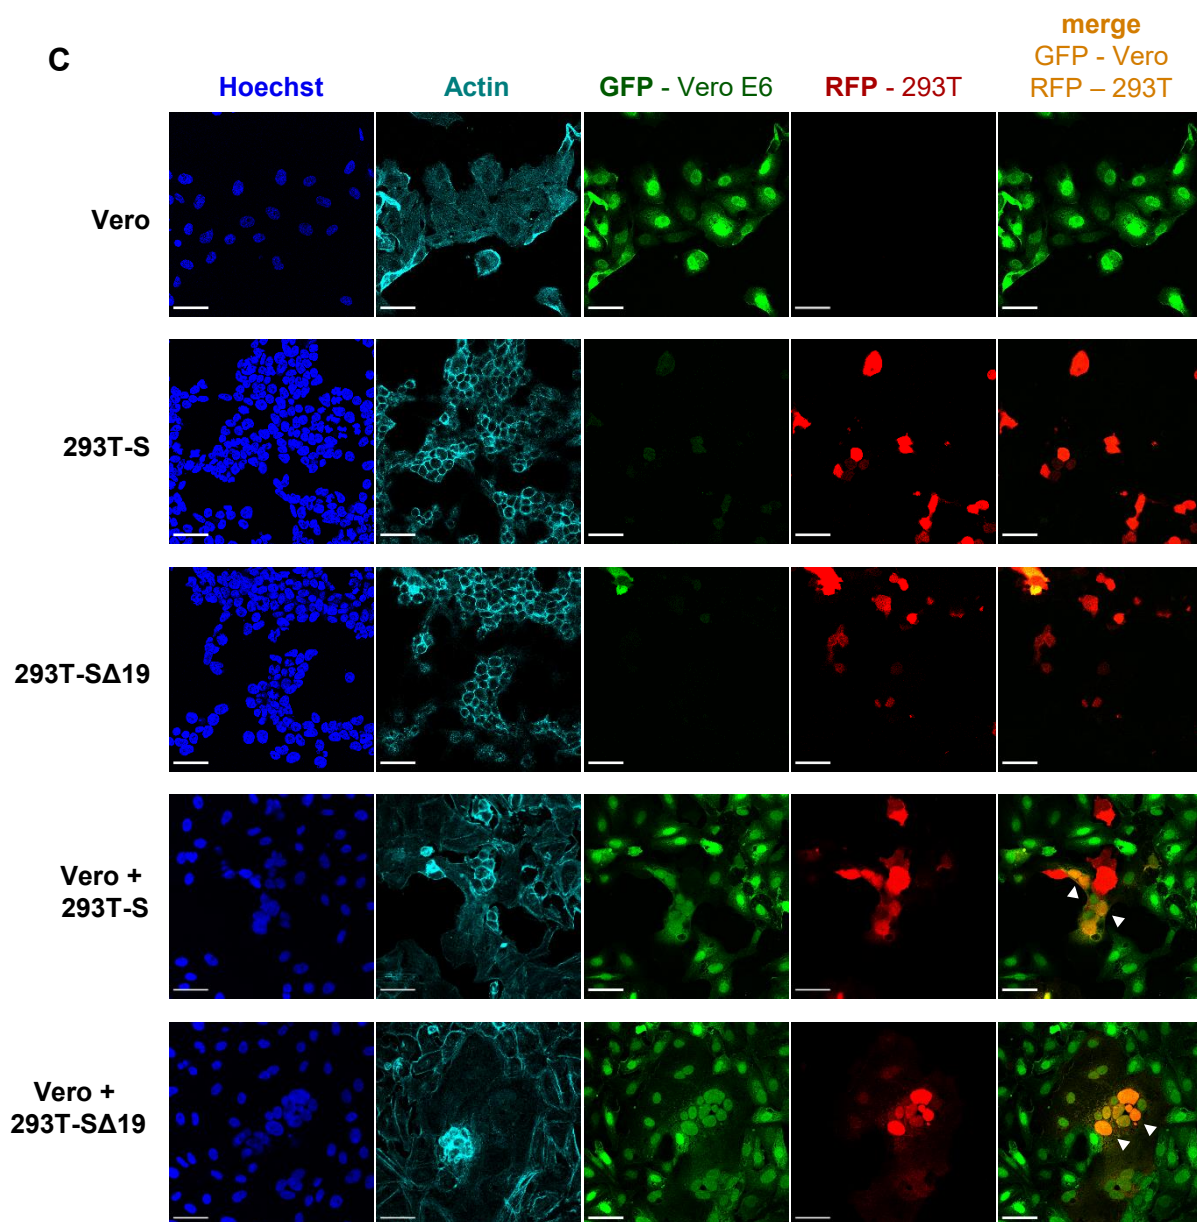 C
Hoechst
Actin
GFP - Vero E6
RFP - 293T
merge
GFP - Vero
RFP – 293T
Vero
293T-S
293T-SΔ19
Vero +
293T-S
Vero +
293T-SΔ19